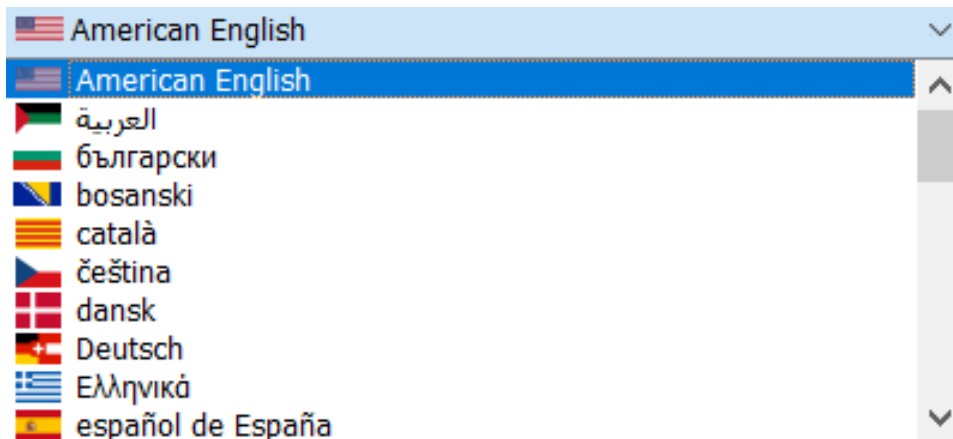 American English
American English
العربية
български
bosanski
català
čeština
dansk
Deutsch
Ελληνικά
español de España